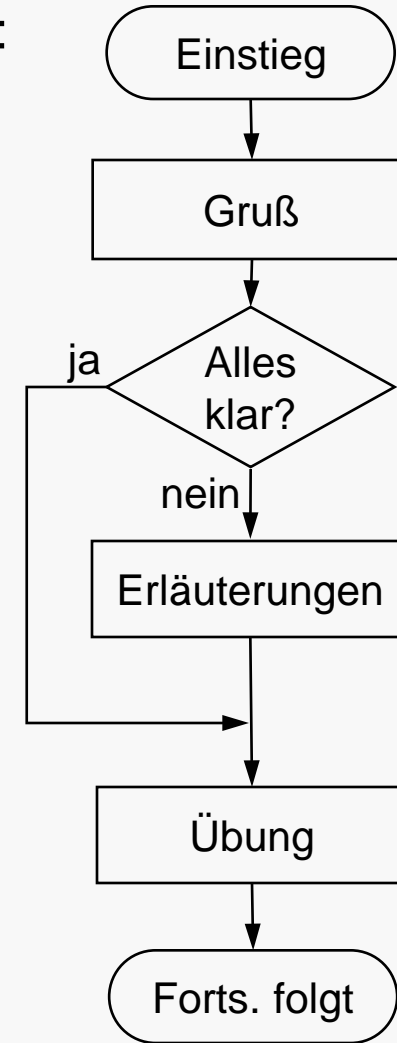 :
Einstieg
Gruß
Alles
klar?
ja
nein
Erläuterungen
Übung
Forts. folgt